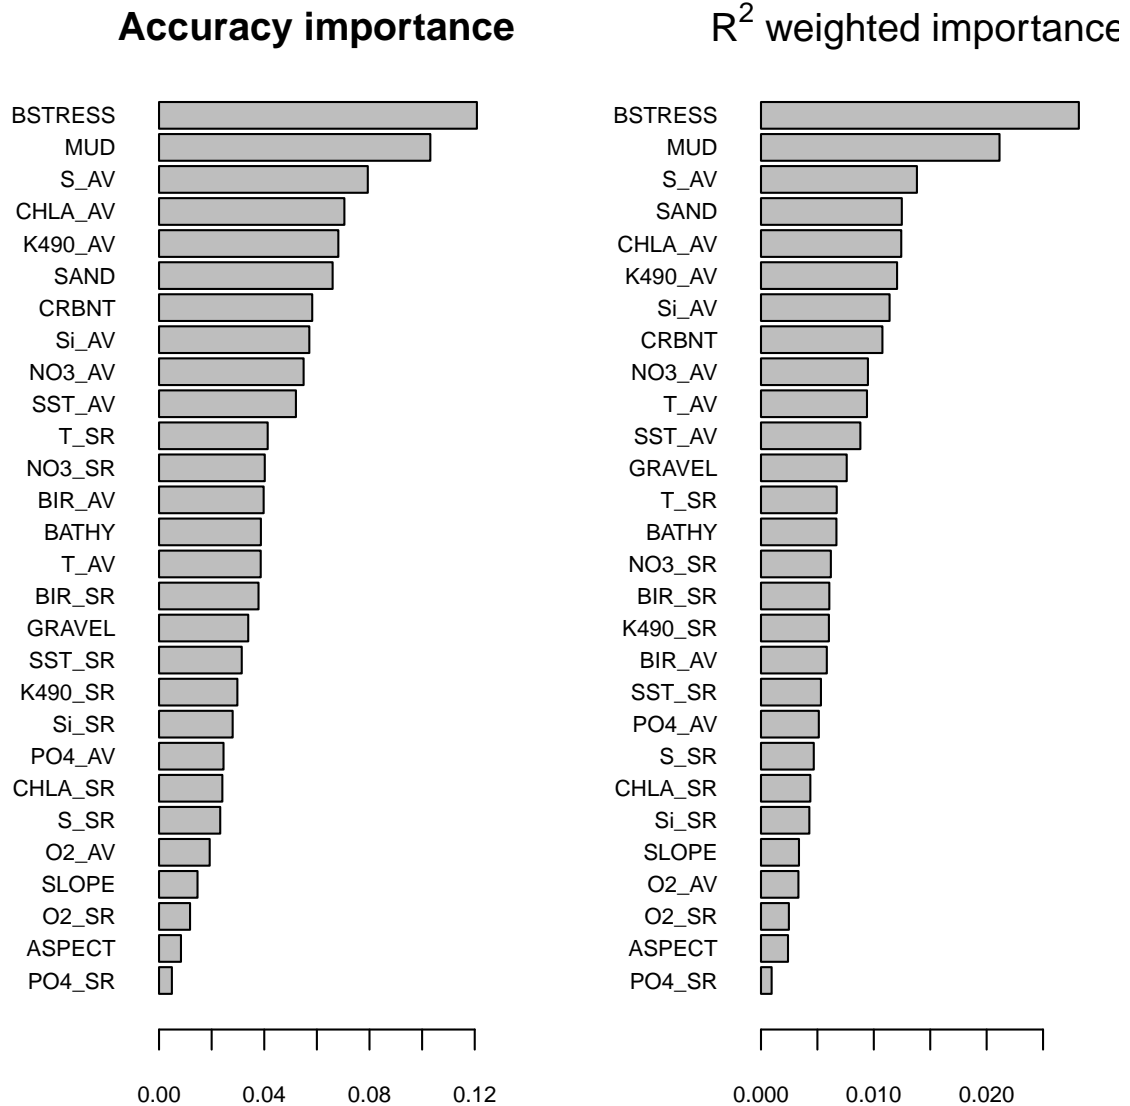 Accuracy importance
BSTRESS
MUD
S_AV
CHLA_AV
K490_AV
SAND
CRBNT
Si_AV
NO3_AV
SST_AV
T_SR
NO3_SR
BIR_AV
BATHY
T_AV
BIR_SR
GRAVEL
SST_SR
K490_SR
Si_SR
PO4_AV
CHLA_SR
S_SR
O2_AV
SLOPE
O2_SR
ASPECT
PO4_SR
0.00 0.04 0.08 0.12
R² weighted importance
BSTRESS
MUD
S_AV
SAND
CHLA_AV
K490_AV
Si_AV
CRBNT
NO3_AV
T_AV
SST_AV
GRAVEL
T_SR
BATHY
NO3_SR
BIR_SR
K490_SR
BIR_AV
SST_SR
PO4_AV
S_SR
CHLA_SR
Si_SR
SLOPE
O2_AV
O2_SR
ASPECT
PO4_SR
0.000 0.010 0.020